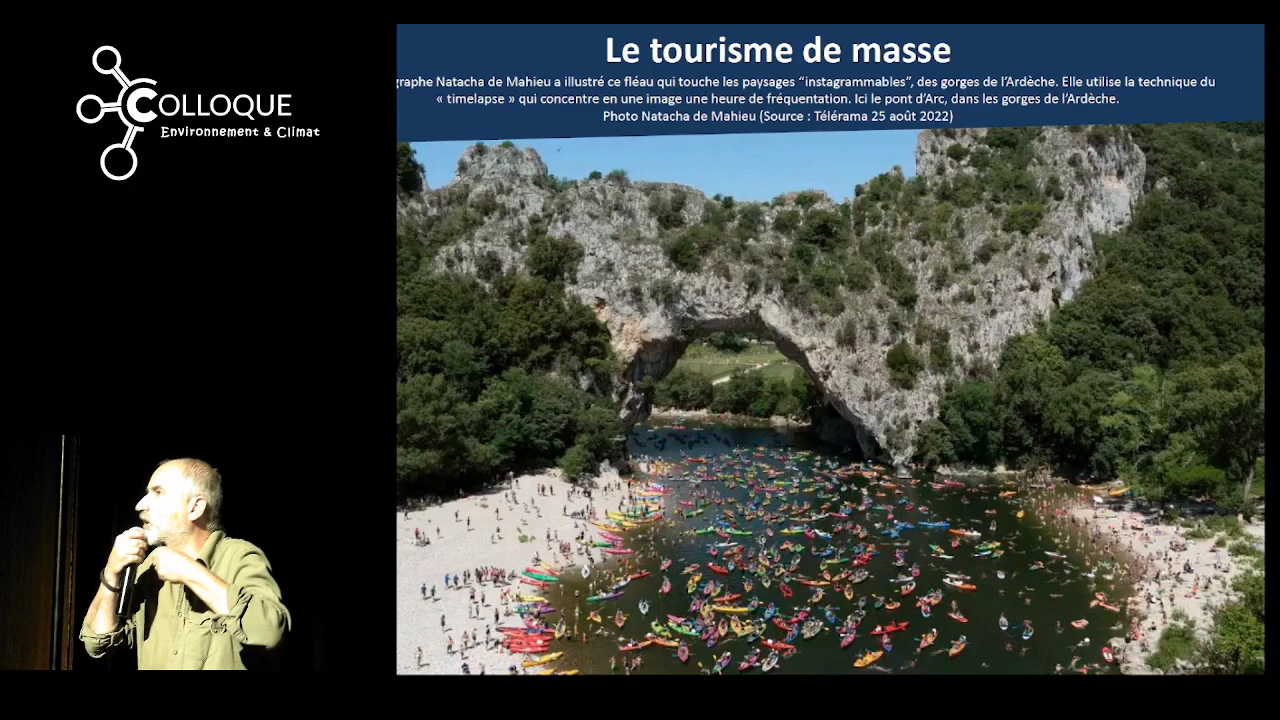 COLLOQUE
Environnement & Climat
Le tourisme de masse
Natacha de Mahieu a illustré ce fléau qui touche les paysages “instagrammables”, des gorges de l’Ardèche. Elle utilise la technique du
« timelapse » qui concentre en une image une heure de fréquentation. Ici le pont d’Arc, dans les gorges de l’Ardèche.
Photo Natacha de Mahieu (Source : Télérama 25 août 2022)